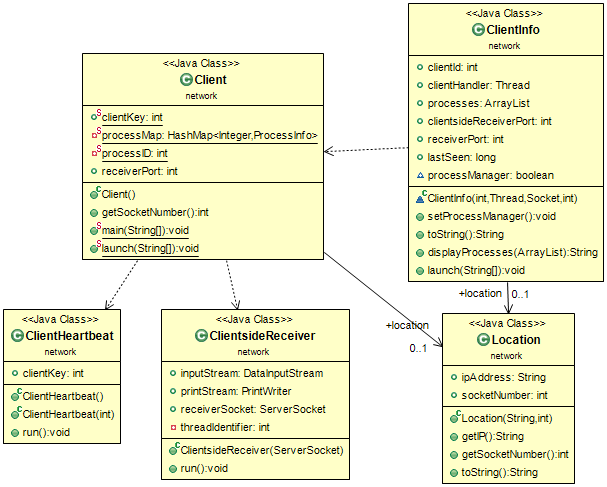 <<Java Class>>
ClientInfo
network
clientId: int
clientHandler: Thread
processes: ArrayList
clientsideReceiverPort: int
receiverPort: int
lastSeen: long
processManager: boolean
ClientInfo(int,Thread,Socket,int)
setProcessManager():void
toString():String
displayProcesses(ArrayList):String
launch(String[]):void
<<Java Class>>
Client
network
clientKey: int
processMap: HashMap<Integer,ProcessInfo>
processID: int
receiverPort: int
Client()
getSocketNumber():int
main(String[]):void
launch(String[]):void
+location
0..1
+location
0..1
<<Java Class>>
ClientHeartbeat
network
clientKey: int
ClientHeartbeat()
ClientHeartbeat(int)
run():void
<<Java Class>>
ClientsideReceiver
network
inputStream: DataInputStream
printStream: PrintWriter
receiverSocket: ServerSocket
threadIdentifier: int
ClientsideReceiver(ServerSocket)
run():void
<<Java Class>>
Location
network
ipAddress: String
socketNumber: int
Location(String,int)
getIP():String
getSocketNumber():int
toString():String